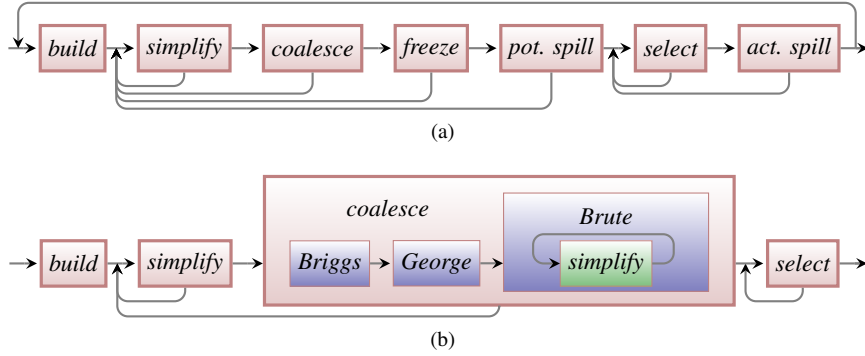 build simplify coalesce freeze pot. spill select act. spill
(a)
coalesce Brute
build simplify Briggs George simplify select
(b)